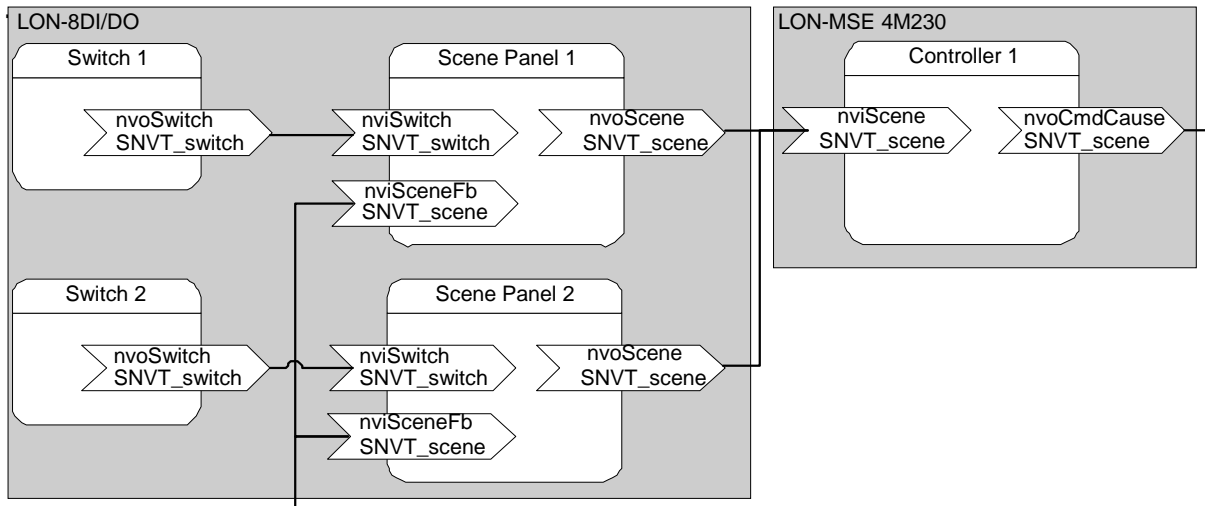 LON-8DI/DO
Switch 1
nvoSwitch
SNVT_switch
Scene Panel 1
nviSwitch
SNVT_switch
nvoScene
SNVT_scene
nviSceneFb
SNVT_scene
Switch 2
nvoSwitch
SNVT_switch
Scene Panel 2
nviSwitch
SNVT_switch
nvoScene
SNVT_scene
nviSceneFb
SNVT_scene
LON-MSE 4M230
Controller 1
nviScene
SNVT_scene
nvoCmdCause
SNVT_scene